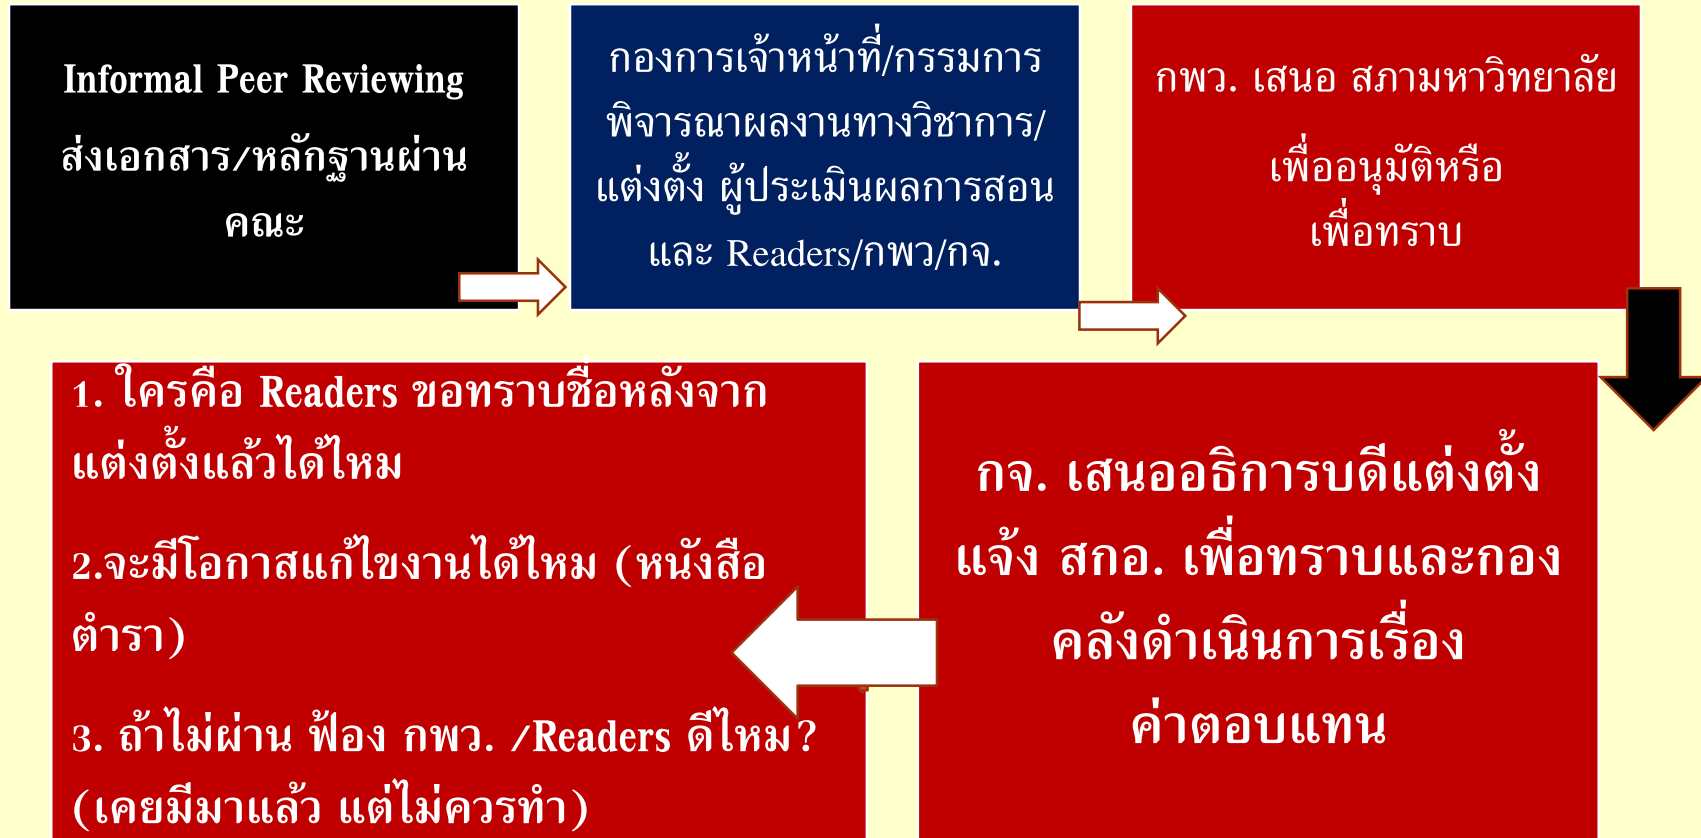 Informal Peer Reviewing
ส่งเอกสาร/หลักฐานผ่าน
คณะ
กองการเจ้าหน้าที่/กรรมการ
พิจารณาผลงานทางวิชาการ/
แต่งตั้ง ผู้ประเมินผลการสอน
และ Readers/กพว/กจ.
กพว. เสนอ สภามหาวิทยาลัย
เพื่ออนุมัติหรือ
เพื่อทราบ
กจ. เสนออธิการบดีแต่งตั้ง
แจ้ง สกอ. เพื่อทราบและกอง
คลังดำเนินการเรื่อง
ค่าตอบแทน
1. ใครคือ Readers ขอทราบชื่อหลังจาก
แต่งตั้งแล้วได้ไหม
2.จะมีโอกาสแก้ไขงานได้ไหม (หนังสือ
ตำรา)
3. ถ้าไม่ผ่าน ฟ้อง กพว. /Readers ดีไหม?
(เคยมีมาแล้ว แต่ไม่ควรทำ)